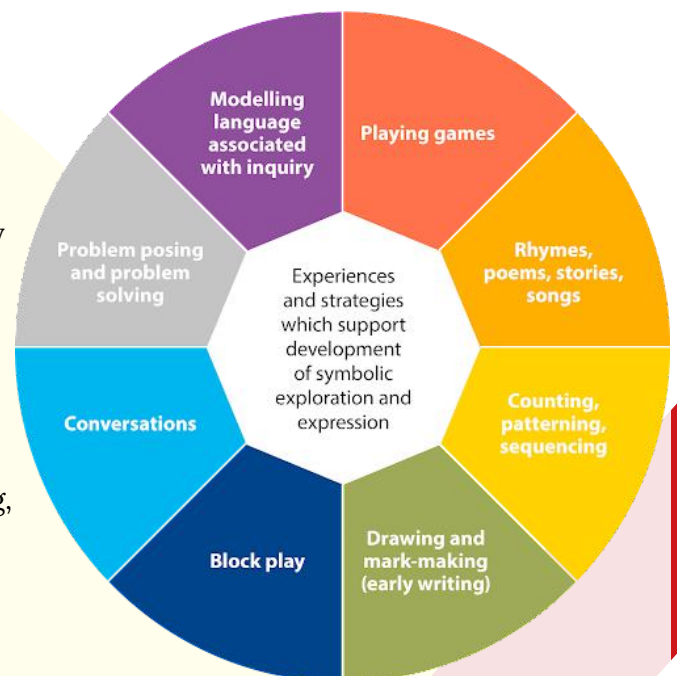 Modelling
language
associated
with inquiry
Playing games
Rhymes,
poems, stories,
songs
Counting,
patterning,
sequencing
Drawing and
mark-making
(early writing)
Block play
Conversations
Problem posing
and problem
solving
Experiences
and strategies
which support
development
of symbolic
exploration and
expression